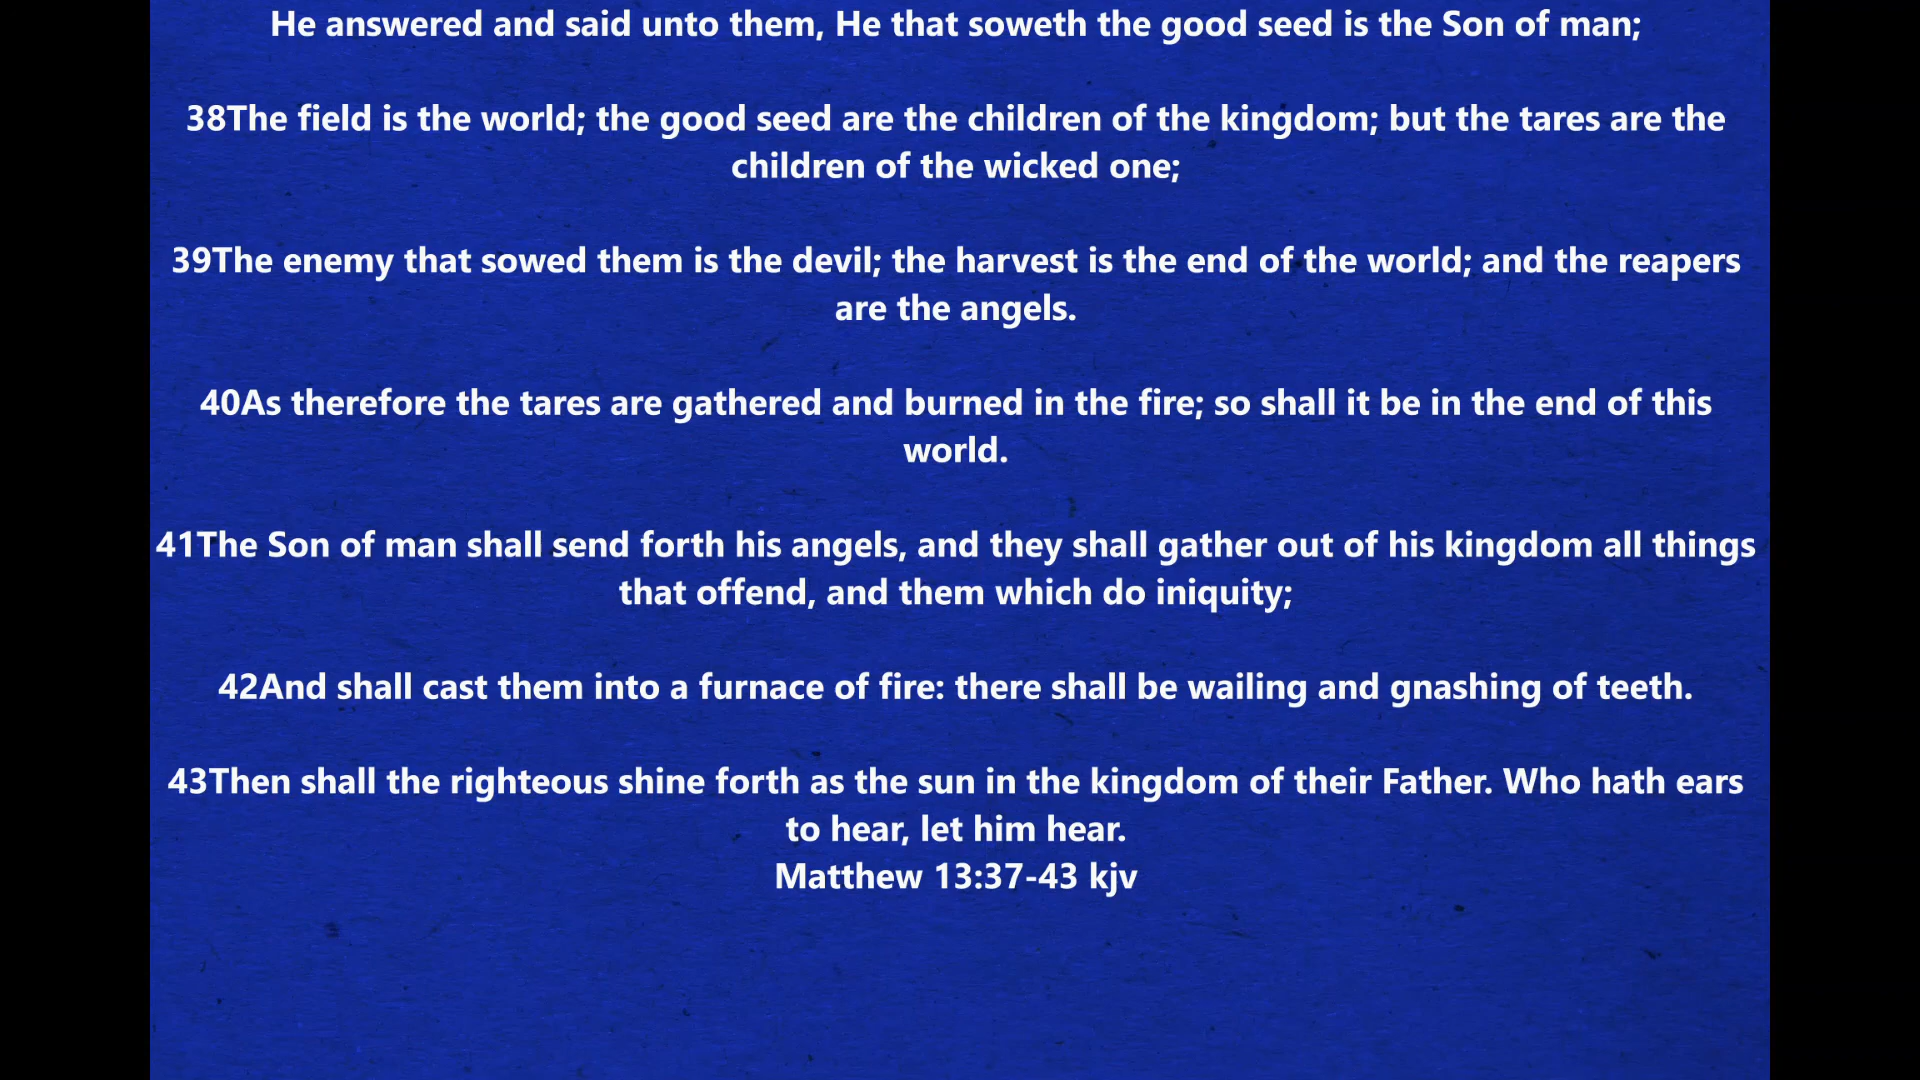 He answered and said unto them, He that soweth the good seed is the Son of man;
38The field is the world; the good seed are the children of the kingdom; but the tares are the
children of the wicked one;
39The enemy that sowed them is the devil; the harvest is the end of the world; and the reapers
are the angels.
40As therefore the tares are gathered and burned in the fire; so shall it be in the end of this
world.
41The Son of man shall send forth his angels, and they shall gather out of his kingdom all things
that offend, and them which do iniquity;
42And shall cast them into a furnace of fire: there shall be wailing and gnashing of teeth.
43Then shall the righteous shine forth as the sun in the kingdom of their Father. Who hath ears
to hear, let him hear.
Matthew 13:37-43 kjv